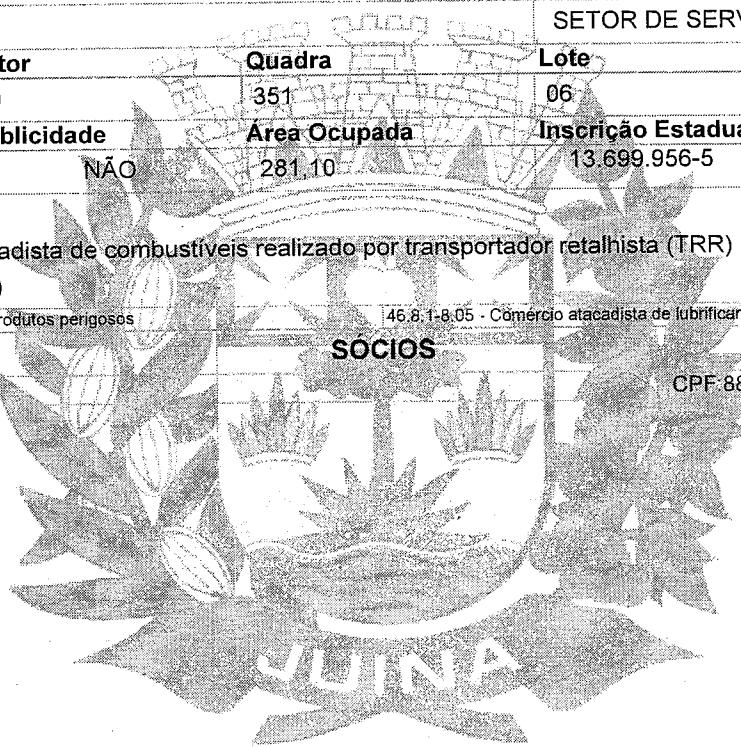 SETOR DE SERV
tor Quadra Lote
351 06
blicidade Área Ocupada Inscrição Estadua
NÃO 281,10 13.699.956-5
adista de combustíveis realizado por transportador retalhista (TRR)
)
rodutos perigosos 46.8.1-8.05 - Comércio atacadista de lubrificar
SÓCIOS
CPF:88
JUINA